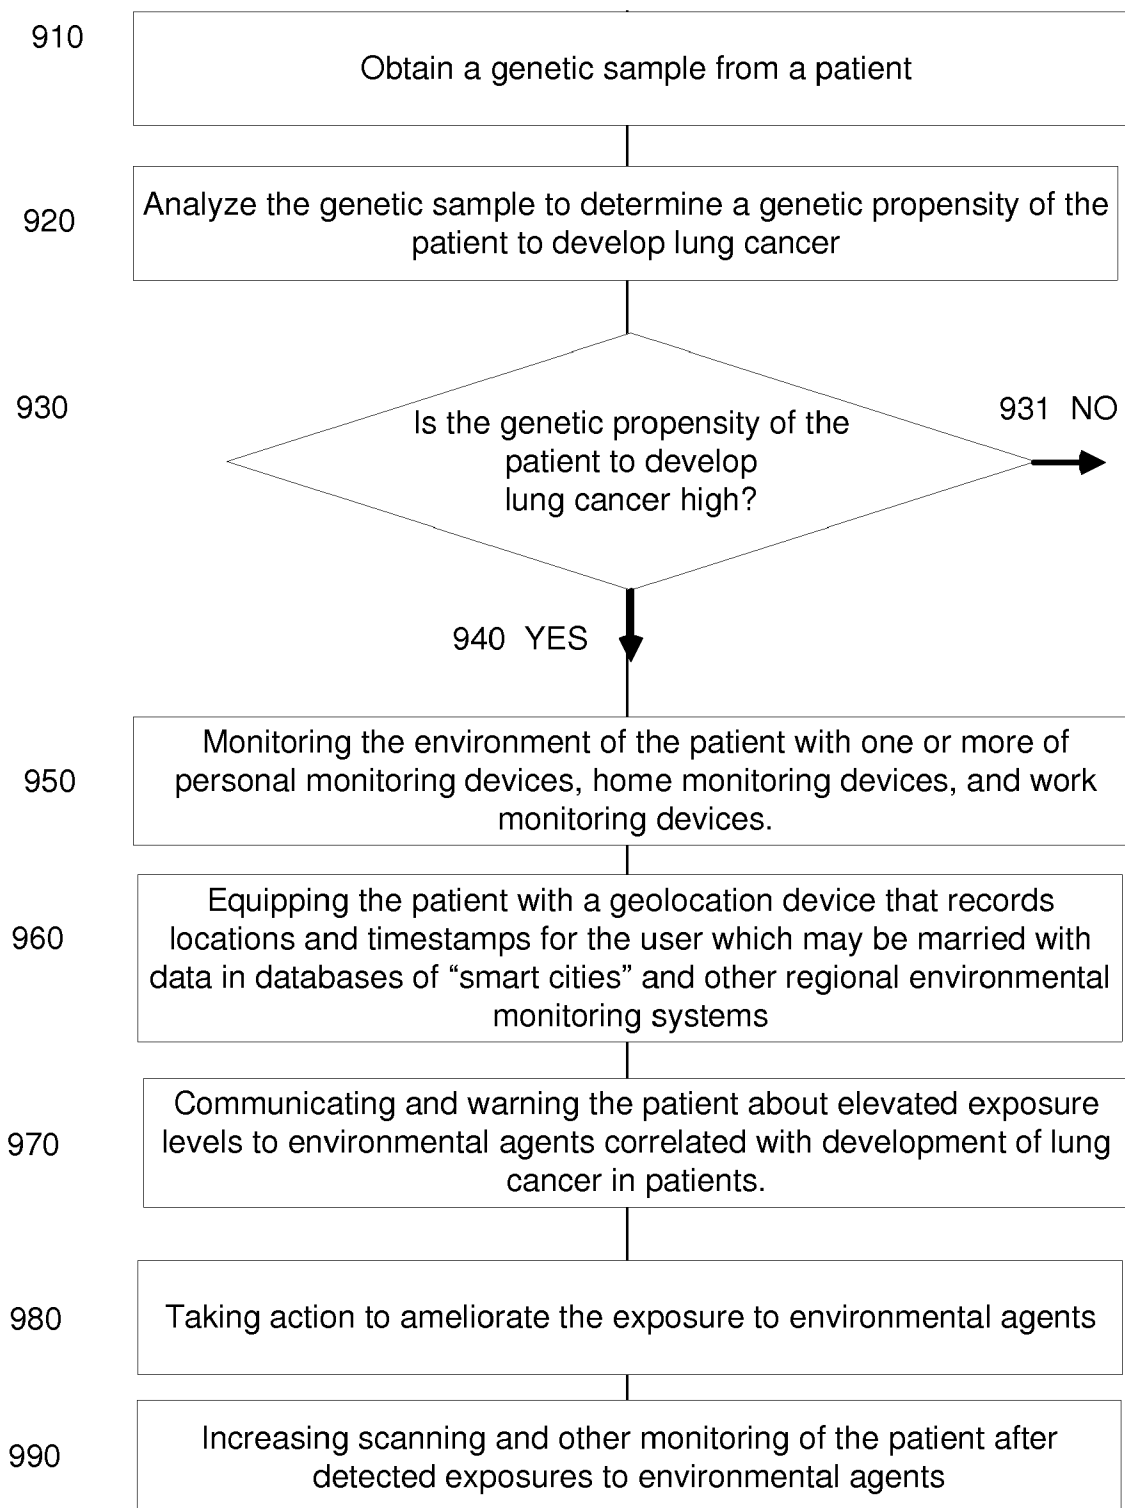 910
Obtain a genetic sample from a patient
920
Analyze the genetic sample to determine a genetic propensity of the
patient to develop lung cancer
930
Is the genetic propensity of the
patient to develop
lung cancer high?
931 NO
940 YES
950
Monitoring the environment of the patient with one or more of
personal monitoring devices, home monitoring devices, and work
monitoring devices.
960
Equipping the patient with a geolocation device that records
locations and timestamps for the user which may be married with
data in databases of “smart cities” and other regional environmental
monitoring systems
970
Communicating and warning the patient about elevated exposure
levels to environmental agents correlated with development of lung
cancer in patients.
980
Taking action to ameliorate the exposure to environmental agents
990
Increasing scanning and other monitoring of the patient after
detected exposures to environmental agents